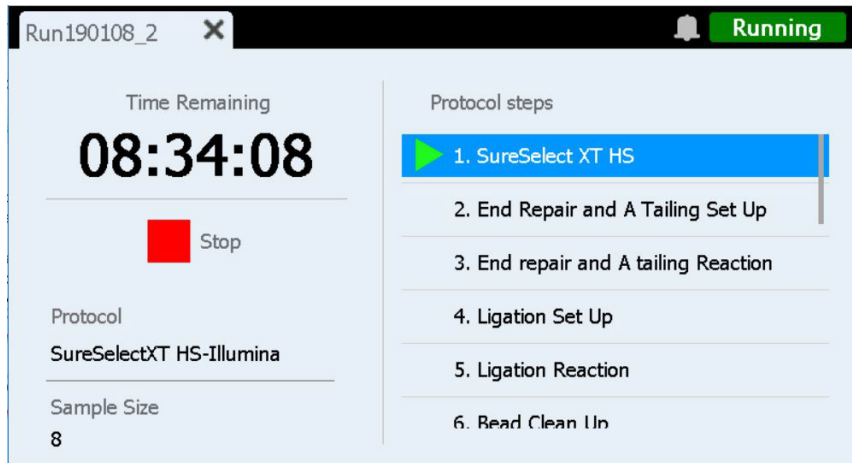 Run190108_2
Running
Time Remaining
08:34:08
Stop
Protocol
SureSelectXT HS-Illumina
Sample Size
8
Protocol steps
1. SureSelect XT HS
2. End Repair and A Tailing Set Up
3. End repair and A tailing Reaction
4. Ligation Set Up
5. Ligation Reaction
6. Bead Clean Up